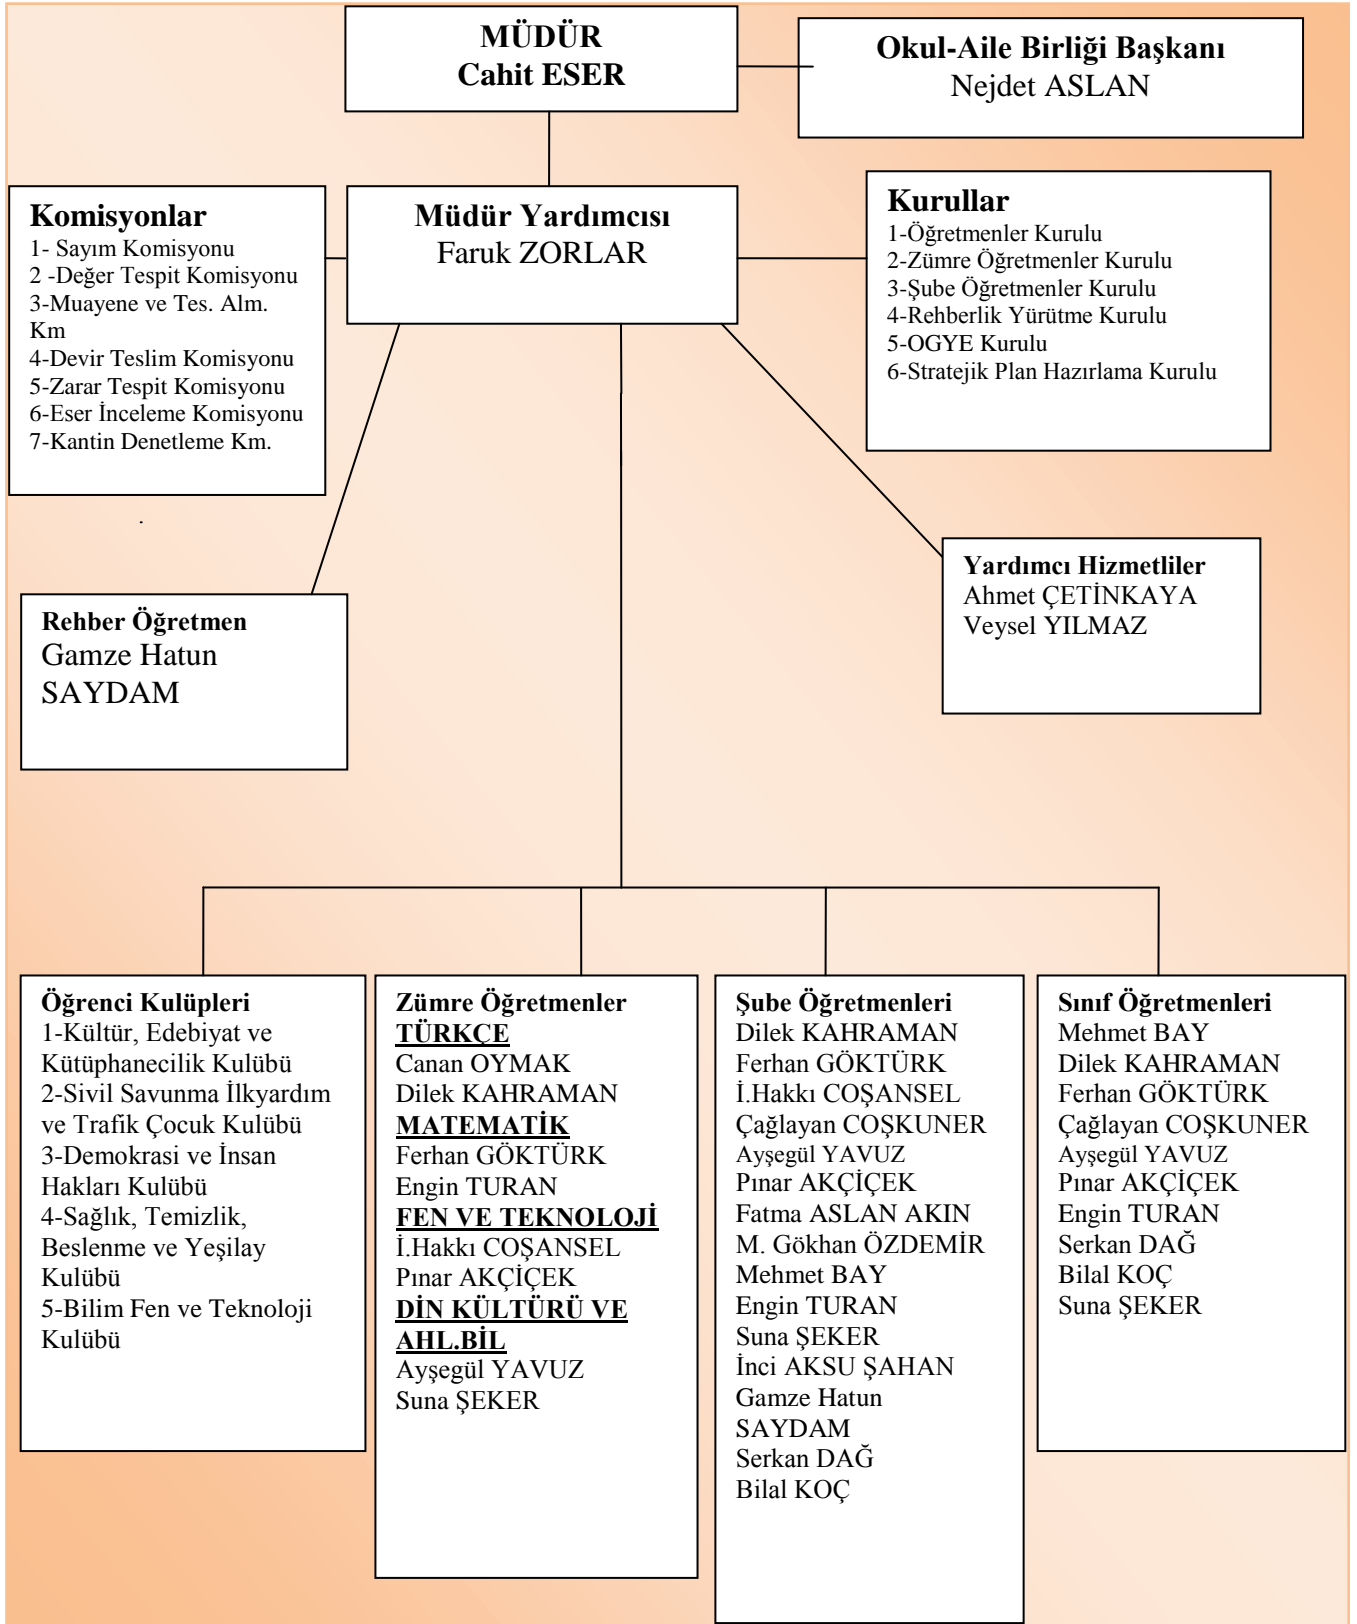 MÜDÜR
Cahit ESER
Okul-Aile Birliği Başkanı
Nejdet ASLAN
Komisyonlar
1- Sayım Komisyonu
2 -Değer Tespit Komisyonu
3-Muayene ve Tes. Alm.
Km
4-Devir Teslim Komisyonu
5-Zarar Tespit Komisyonu
6-Eser İnceleme Komisyonu
7-Kantin Denetleme Km.
.
Müdür Yardımcısı
Faruk ZORLAR
Kurullar
1-Öğretmenler Kurulu
2-Zümre Öğretmenler Kurulu
3-Şube Öğretmenler Kurulu
4-Rehberlik Yürütme Kurulu
5-OGYE Kurulu
6-Stratejik Plan Hazırlama Kurulu
Rehber Öğretmen
Gamze Hatun
SAYDAM
Yardımcı Hizmetliler
Ahmet ÇETİNKAYA
Veysel YILMAZ
Öğrenci Kulüpleri
1-Kültür, Edebiyat ve
Kütüphanecilik Kulübü
2-Sivil Savunma İlkyardım
ve Trafik Çocuk Kulübü
3-Demokrasi ve İnsan
Hakları Kulübü
4-Sağlık, Temizlik,
Beslenme ve Yeşilay
Kulübü
5-Bilim Fen ve Teknoloji
Kulübü
Zümre Öğretmenler
TÜRKÇE
Canan OYMAK
Dilek KAHRAMAN
MATEMATİK
Ferhan GÖKTÜRK
Engin TURAN
FEN VE TEKNOLOJİ
İ.Hakkı COŞANSEL
Pınar AKÇİÇEK
DİN KÜLTÜRÜ VE
AHL.BİL
Ayşegül YAVUZ
Suna ŞEKER
Şube Öğretmenleri
Dilek KAHRAMAN
Ferhan GÖKTÜRK
İ.Hakkı COŞANSEL
Çağlayan COŞKUNER
Ayşegül YAVUZ
Pınar AKÇİÇEK
Fatma ASLAN AKIN
M. Gökhan ÖZDEMİR
Mehmet BAY
Engin TURAN
Suna ŞEKER
İnci AKSU ŞAHAN
Gamze Hatun
SAYDAM
Serkan DAĞ
Bilal KOÇ
Sınıf Öğretmenleri
Mehmet BAY
Dilek KAHRAMAN
Ferhan GÖKTÜRK
Çağlayan COŞKUNER
Ayşegül YAVUZ
Pınar AKÇİÇEK
Engin TURAN
Serkan DAĞ
Bilal KOÇ
Suna ŞEKER